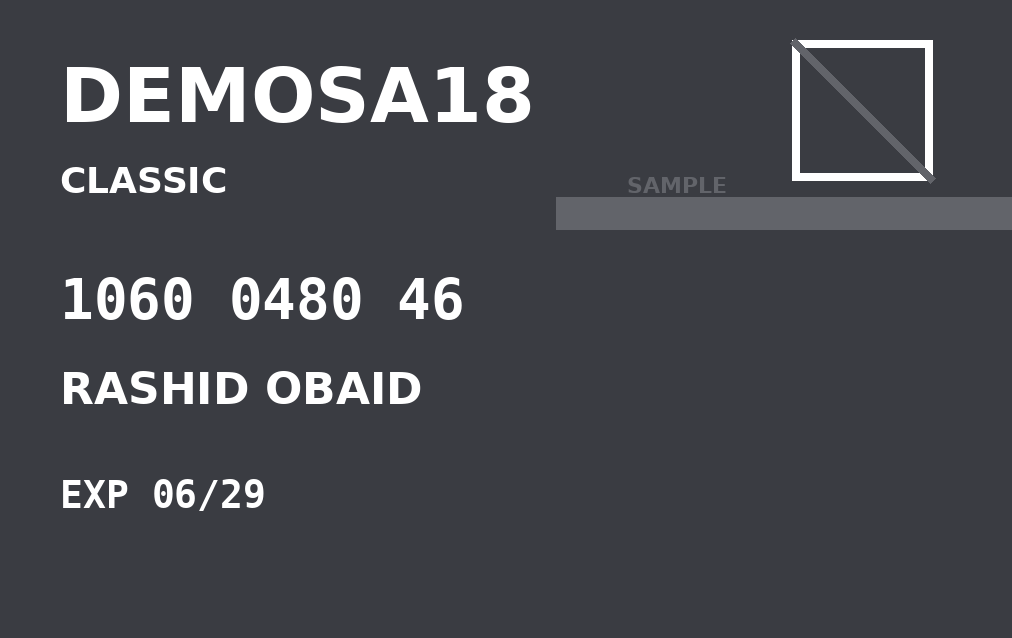 DEMOSA18
CLASSIC
SAMPLE
1060 0480 46
RASHID OBAID
EXP 06/29